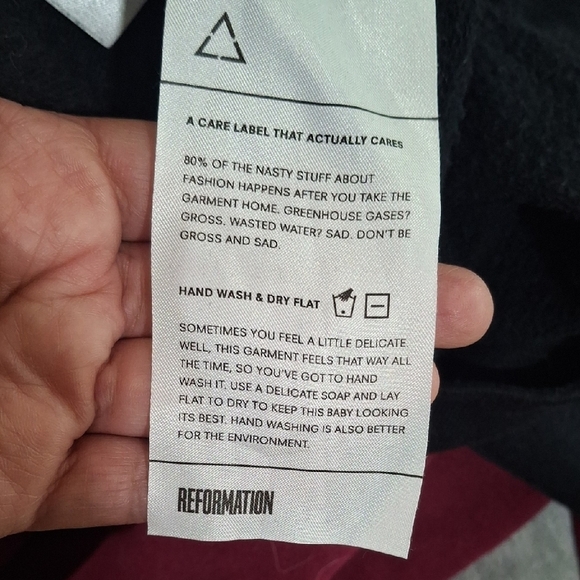 A CARE LABEL THAT ACTUALLY CARES
80% OF THE NASTY STUFF ABOUT
FASHION HAPPENS AFTER YOU TAKE THE
GARMENT HOME. GREENHOUSE GASES?
GROSS. WASTED WATER? SAD. DON'T BE
GROSS AND SAD.
HAND WASH & DRY FLAT
SOMETIMES YOU FEEL A LITTLE DELICATE.
WELL, THIS GARMENT FEELS THAT WAY ALL
THE TIME, SO YOU'VE GOT TO HAND
WASH IT. USE A DELICATE SOAP AND LAY
FLAT TO DRY TO KEEP THIS BABY LOOKING
ITS BEST. HAND WASHING IS ALSO BETTER
FOR THE ENVIRONMENT.
REFORMATION